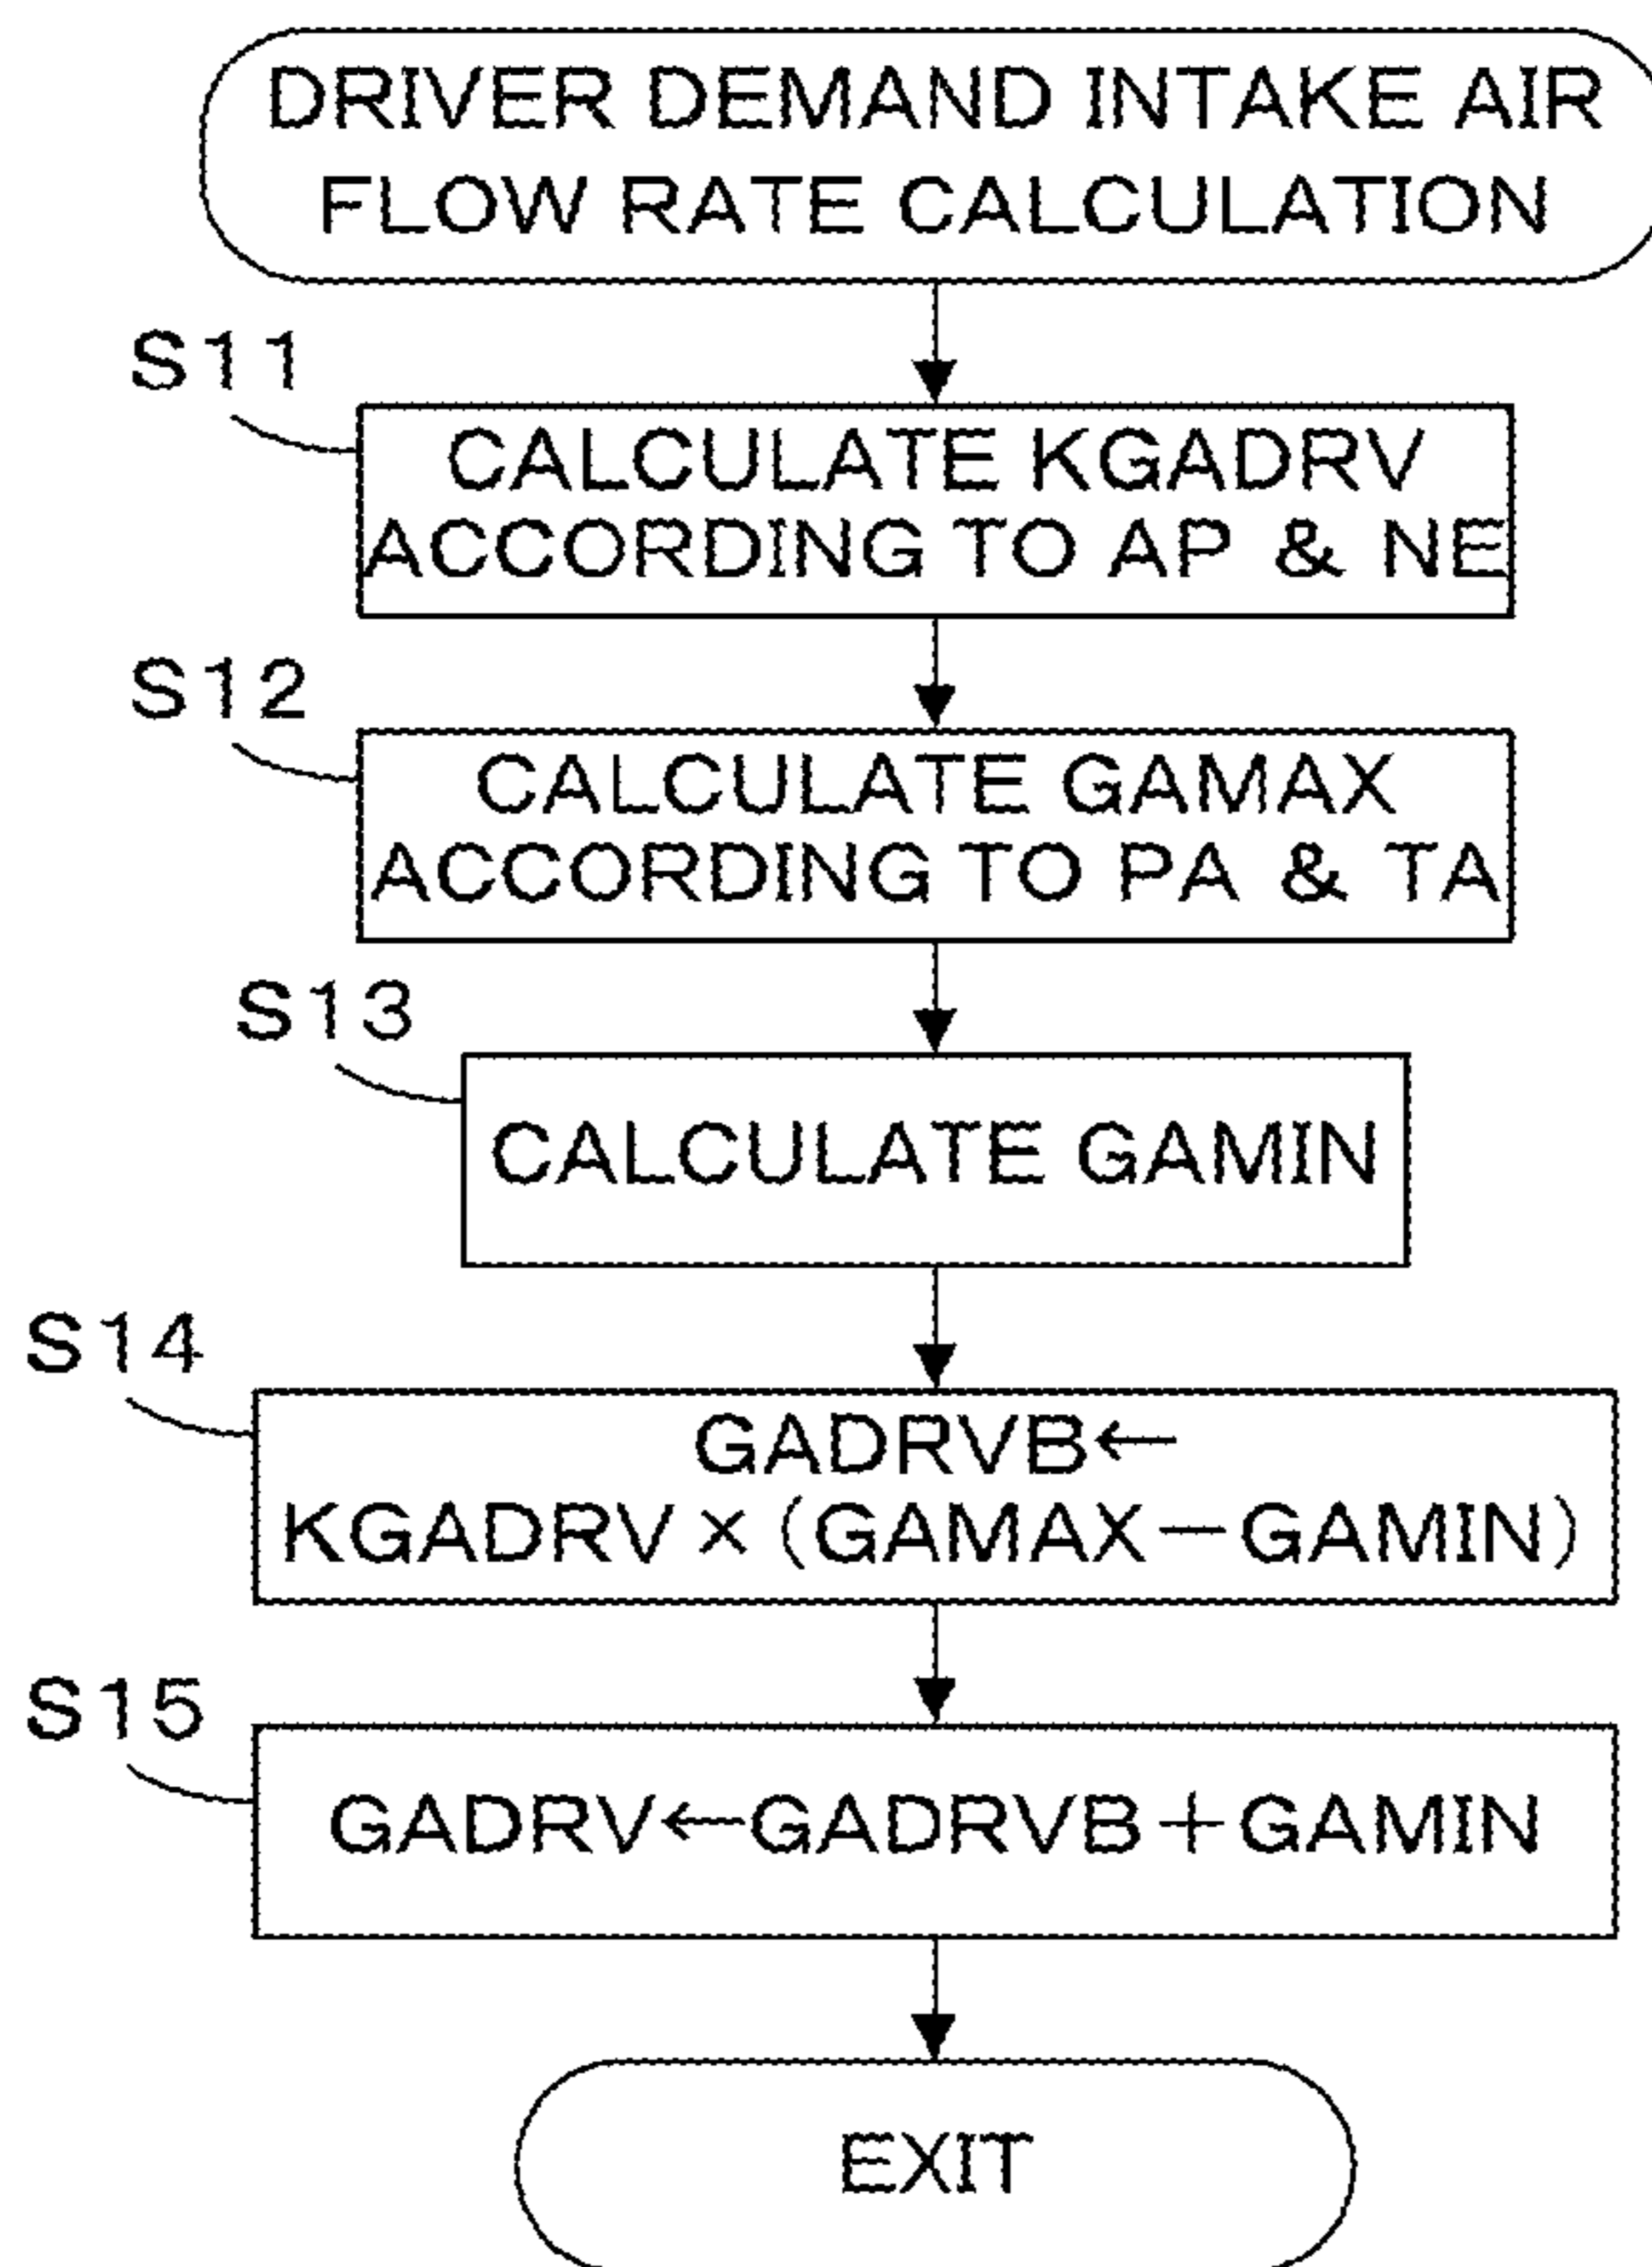 DRIVER DEMAND INTAKE AIR
FLOW RATE CALCULATION
S11
CALCULATE KGADRV
ACCORDING TO AP & NE
S12
CALCULATE GAMAX
ACCORDING TO PA & TA
S13
CALCULATE GAMIN
S14
GADRVB←
KGADRV×(GAMAX−GAMIN)
S15
GADRV←GADRVB+GAMIN
EXIT